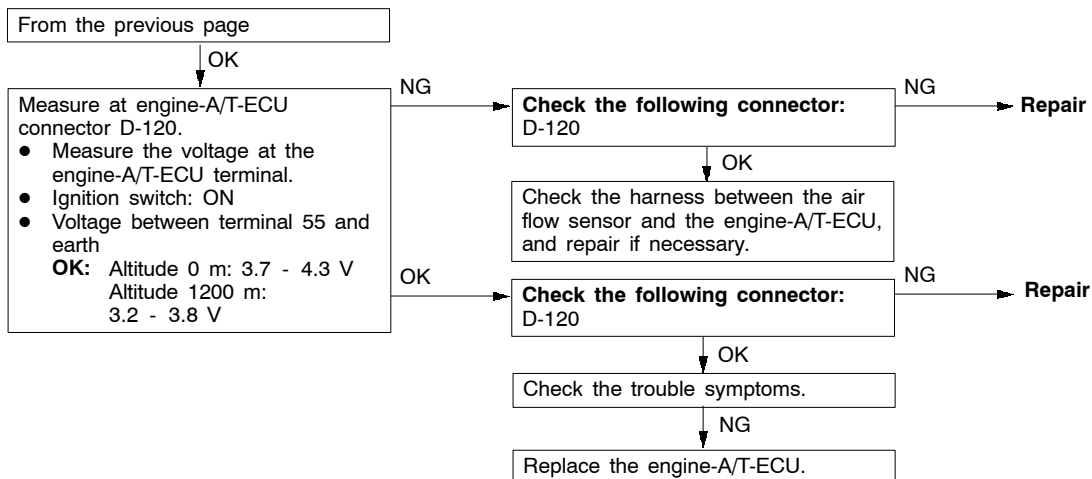 From the previous page
OK
Measure at engine-A/T-ECU
connector D-120.
● Measure the voltage at the
engine-A/T-ECU terminal.
● Ignition switch: ON
● Voltage between terminal 55 and
earth
OK: Altitude 0 m: 3.7 - 4.3 V
Altitude 1200 m:
3.2 - 3.8 V
NG
Check the following connector:
D-120
NG
Repair
OK
Check the harness between the air
flow sensor and the engine-A/T-ECU,
and repair if necessary.
OK
Check the following connector:
D-120
NG
Repair
OK
Check the trouble symptoms.
NG
Replace the engine-A/T-ECU.